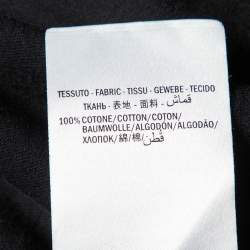 TESSUTO - FABRIC - TISSU - GEWEBE - TECIDO
ТКАНЬ - 表地 - 面料 - قماش
100% COTONE/COTTON/COTON/
BAUMWOLLE/ALGODÓN/ALGODÃO/
ХЛОПОК/綿/棉/قطن